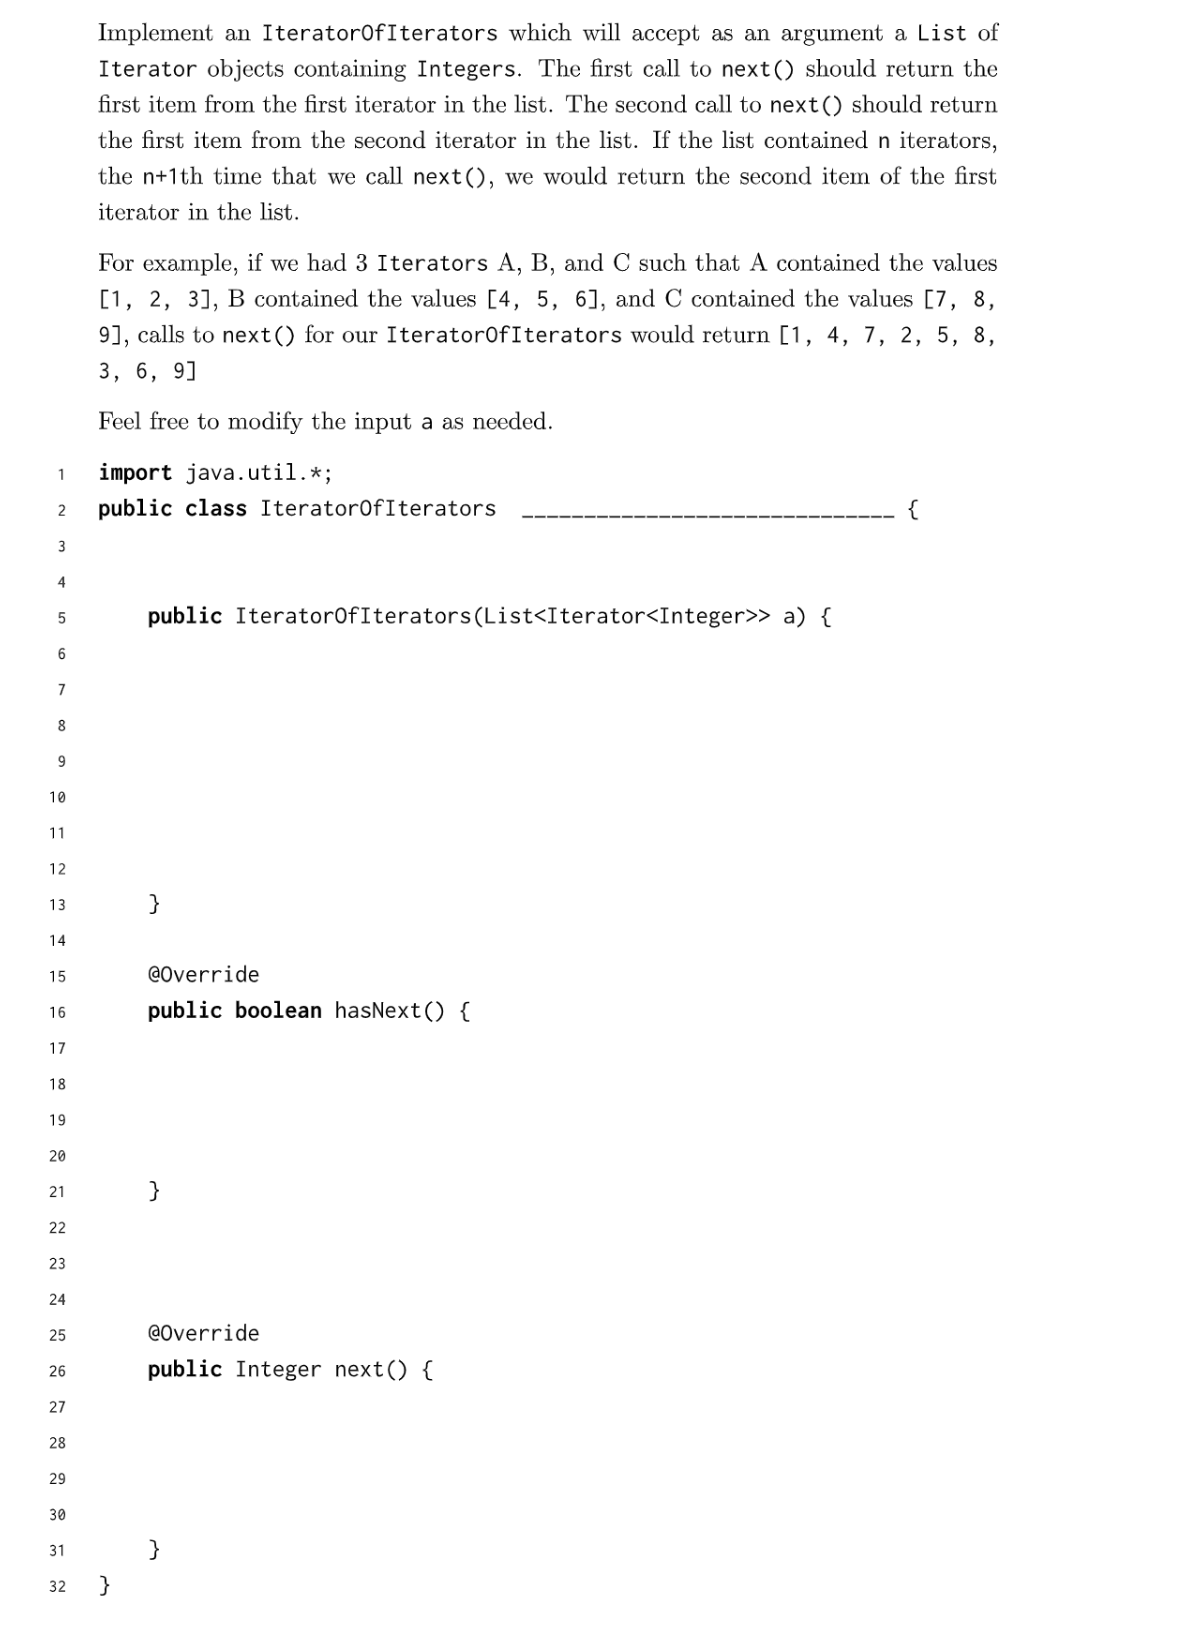 Implement an IteratorOfIterators which will accept as an argument a List of
Iterator objects containing Integers. The first call to next() should return the
first item from the first iterator in the list. The second call to next() should return
the first item from the second iterator in the list. If the list contained n iterators,
the n+1th time that we call next(), we would return the second item of the first
iterator in the list.
For example, if we had 3 Iterators A, B, and C such that A contained the values
[1, 2, 3], B contained the values [4, 5, 6], and C contained the values [7, 8,
9], calls to next() for our IteratorOfIterators would return [1, 4, 7, 2, 5, 8,
3, 6, 9]
Feel free to modify the input a as needed.
1 import java.util.*;
2 public class IteratorOfIterators ______________________________ {
3
4
5 public IteratorOfIterators(List<Iterator<Integer>> a) {
6
7
8
9
10
11
12
13 }
14
15 @Override
16 public boolean hasNext() {
17
18
19
20
21 }
22
23
24
25 @Override
26 public Integer next() {
27
28
29
30
31 }
32 }